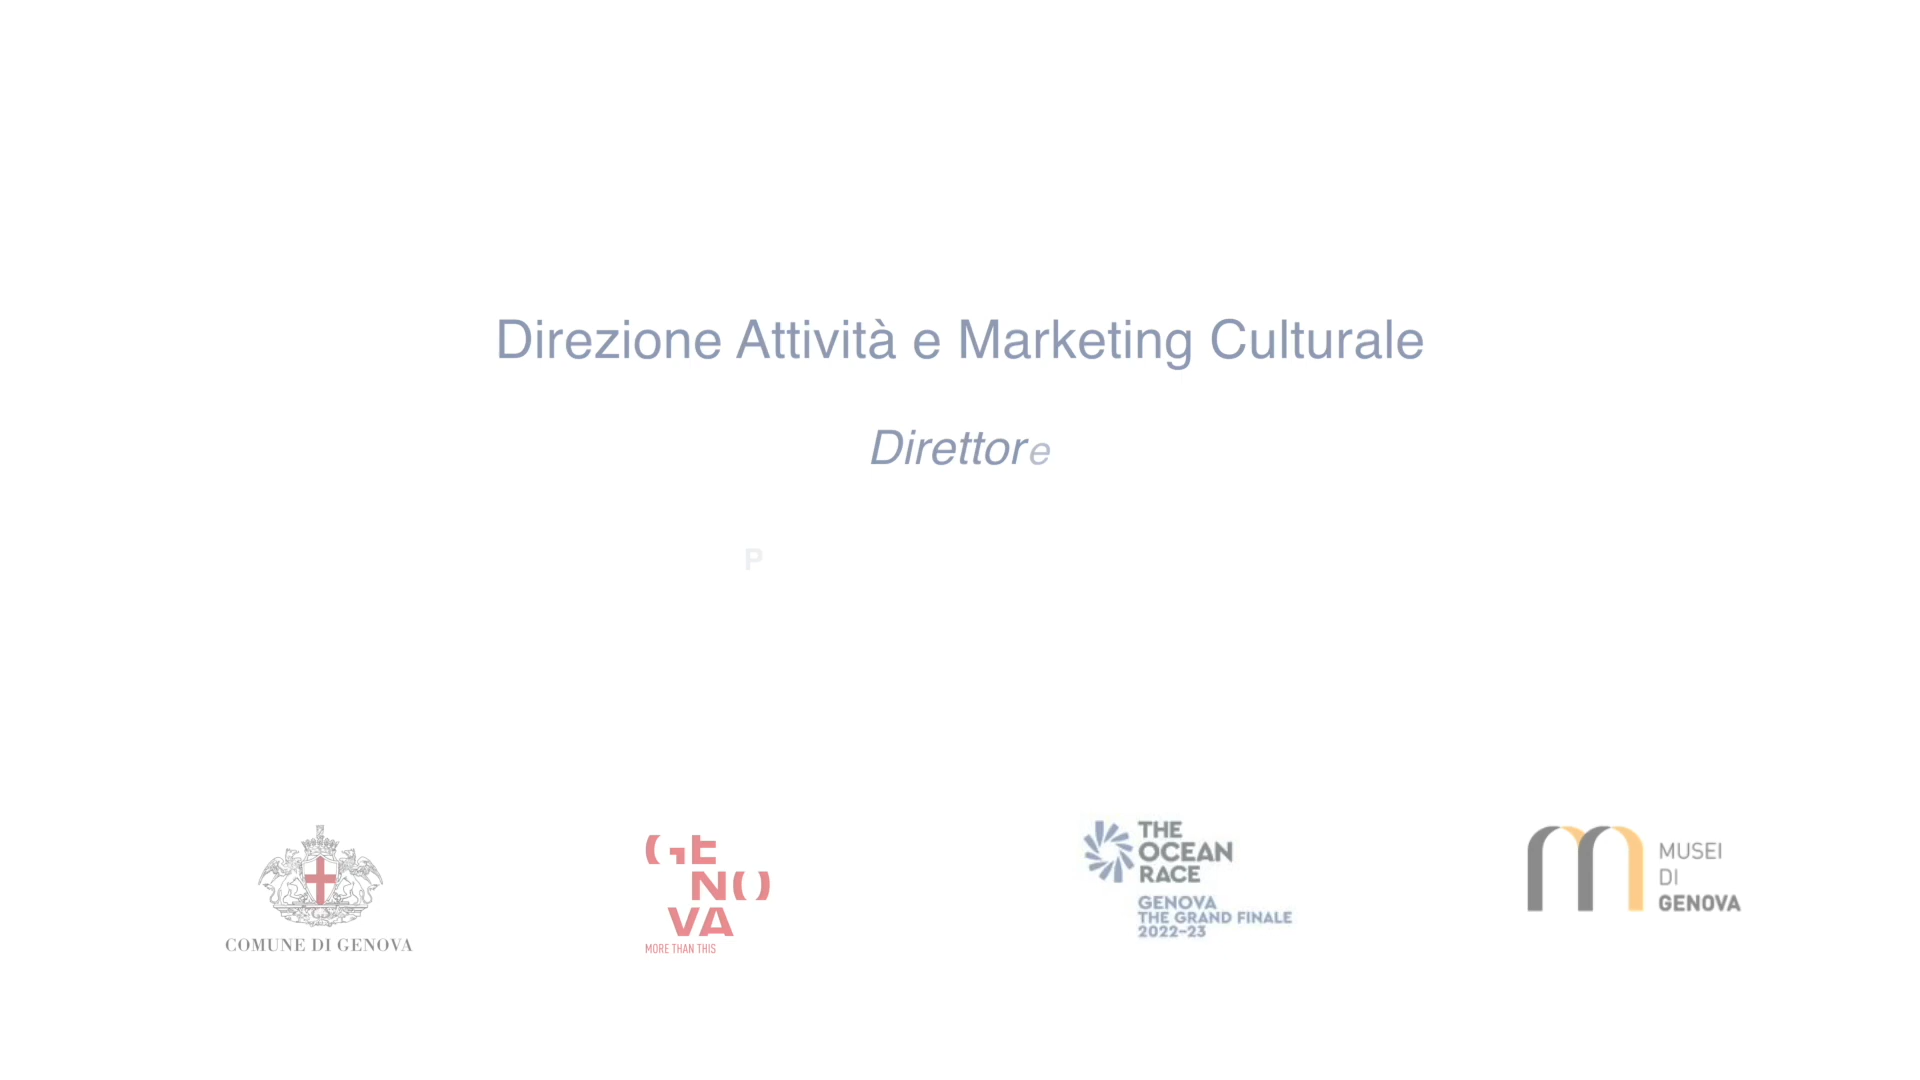 Direzione Attività e Marketing Culturale
Direttore
P
COMUNE DI GENOVA
GE
NO
VA
MORE THAN THIS
THE
OCEAN
RACE
GENOVA
THE GRAND FINALE
2022-23
MUSEI
DI
GENOVA